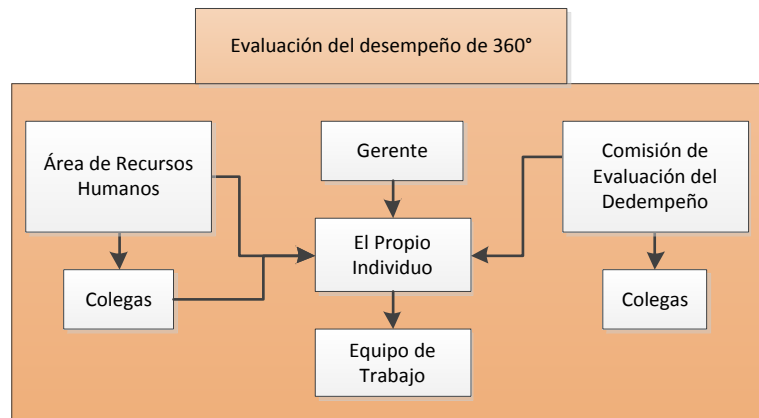 Evaluación del desempeño de 360°
Área de Recursos
Humanos
Gerente
Comisión de
Evaluación del
Dedempeño
El Propio
Individuo
Colegas
Colegas
Equipo de
Trabajo